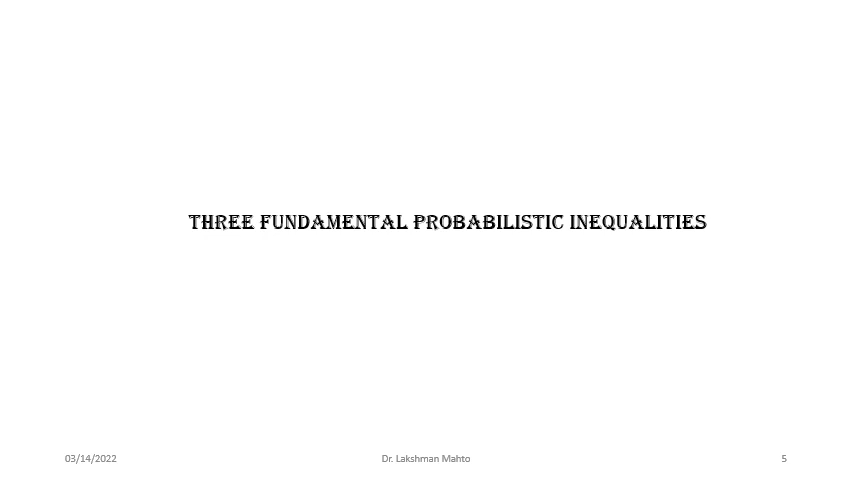 THREE FUNDAMENTAL PROBABILISTIC INEQUALITIES
03/14/2022
Dr. Lakshman Mahto
5